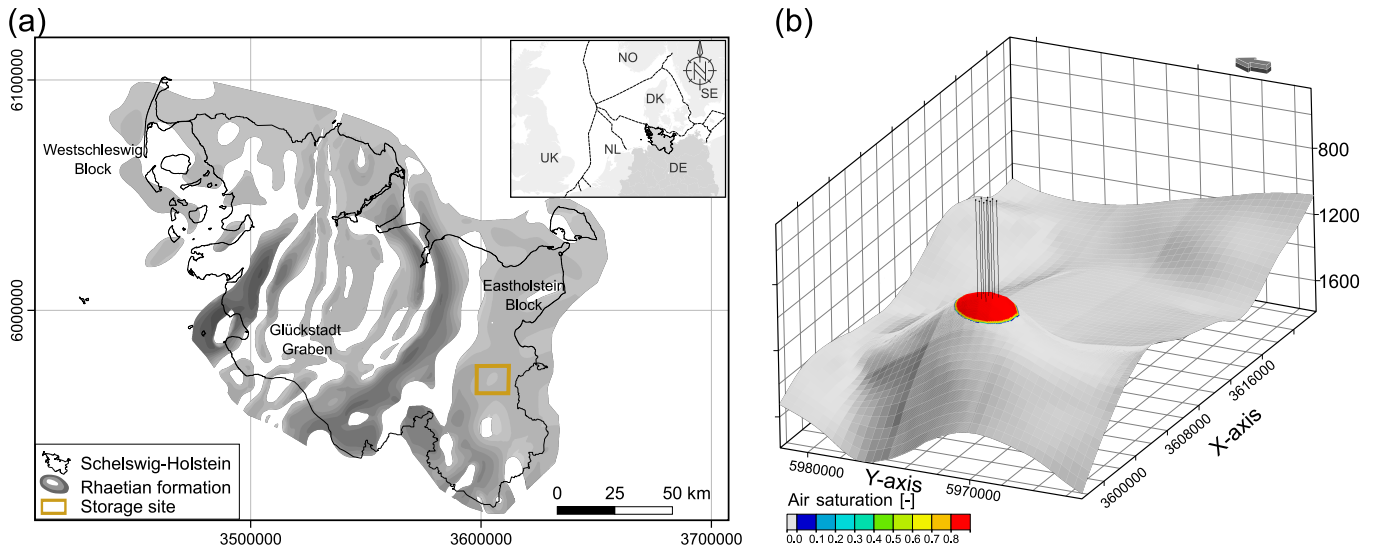 (a)
6100000
6000000
3500000
3600000
3700000
Westschleswig
Block
Glückstadt
Graben
Eastholstein
Block
NO
SE
DK
UK
NL
DE
N
Schelswig-Holstein
Rhaetian formation
Storage site
0 25 50 km
(b)
800
1200
1600
3616000
3608000
3600000
X-axis
5980000
Y-axis
5970000
Air saturation [-]
0.0 0.1 0.2 0.3 0.4 0.5 0.6 0.7 0.8